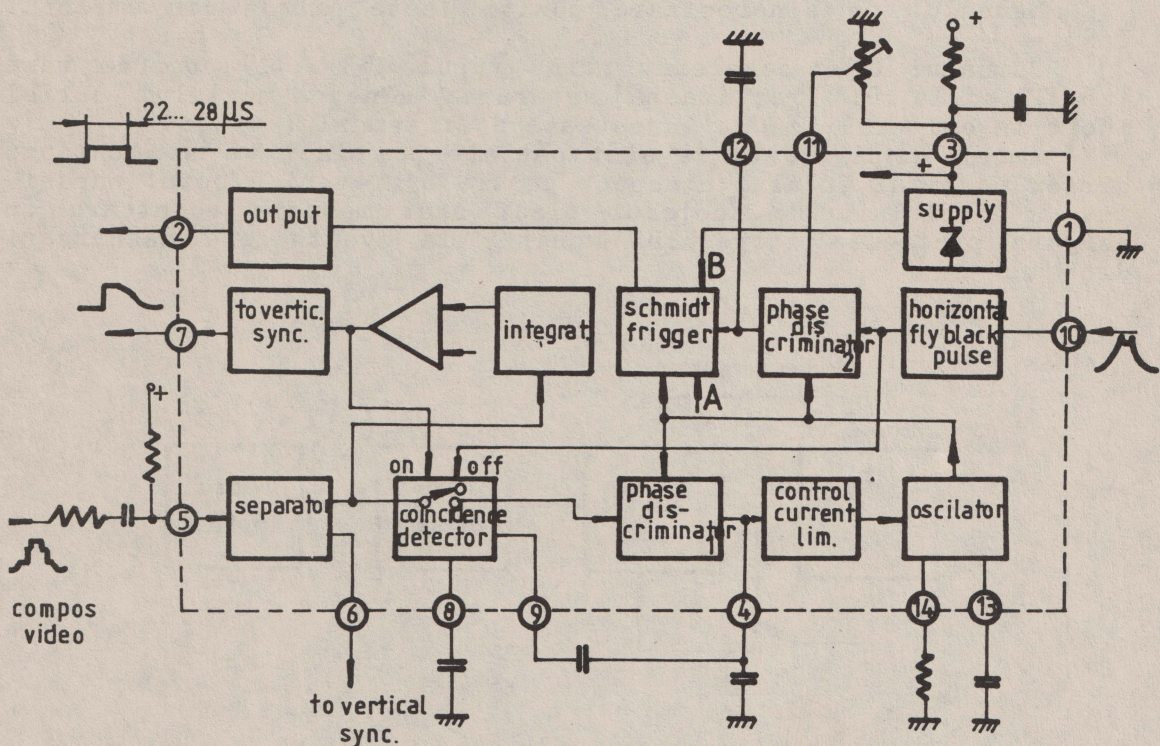 22... 28 µS
+
12
11
3
+
2
output
supply
1
B
7
to vertic.
sync.
integrat.
schmidt
frigger
phase
dis
criminator
2
horizontal
fly black
pulse
10
A
+
on
off
5
separator
coincidence
detector
phase
dis-
criminator
1
control
current
lim.
oscilator
compos
video
6
8
9
4
14
13
to vertical
sync.